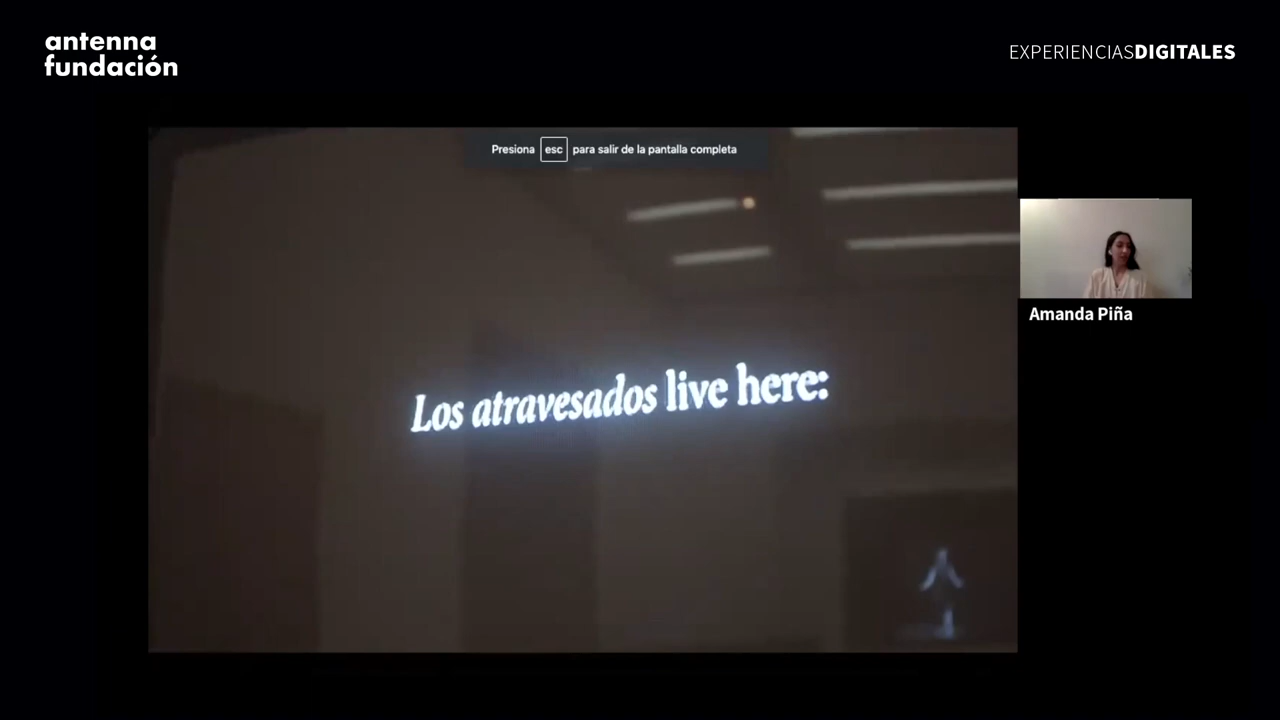 antenna
fundación
EXPERIENCIASDIGITALES
Presiona esc para salir de la pantalla completa
Los atravesados live here:
Amanda Piña